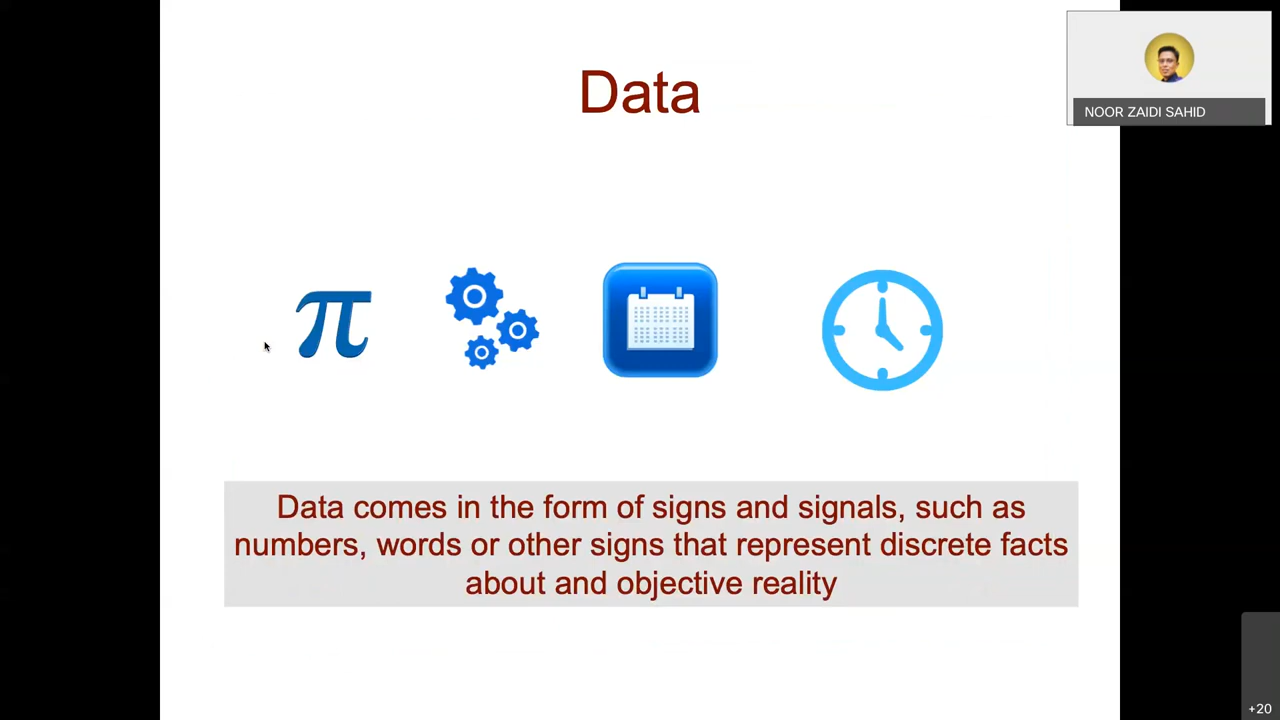 Data
NOOR ZAIDI SAHID
π
Data comes in the form of signs and signals, such as
numbers, words or other signs that represent discrete facts
about and objective reality
+20